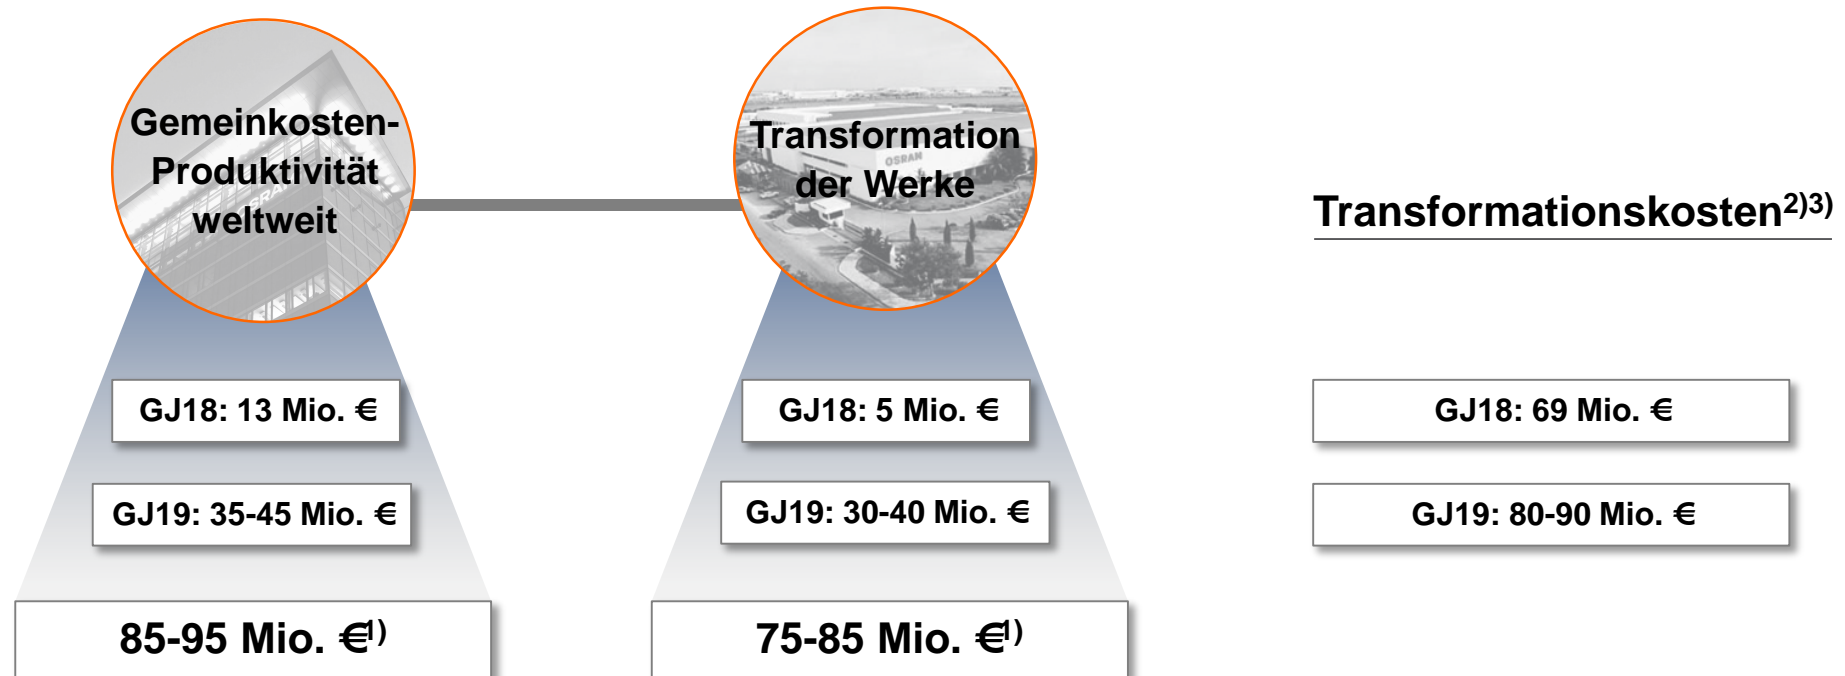 Gemeinkosten-
Produktivität
weltweit
GJ18: 13 Mio. €
GJ19: 35-45 Mio. €
85-95 Mio. €1)
OSRAM
Transformation
der Werke
GJ18: 5 Mio. €
GJ19: 30-40 Mio. €
75-85 Mio. €1)
Transformationskosten2)3)
GJ18: 69 Mio. €
GJ19: 80-90 Mio. €